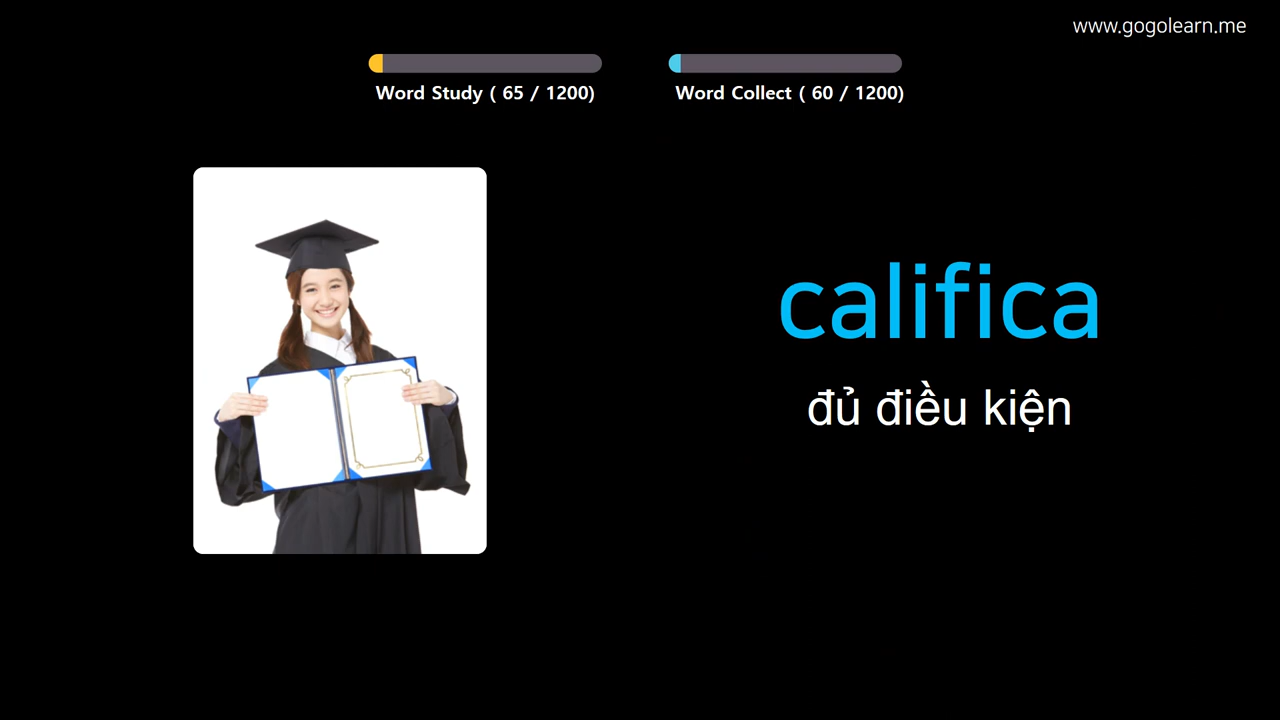 www.gogolearn.me
Word Study ( 65 / 1200)
Word Collect ( 60 / 1200)
califica
đủ điều kiện